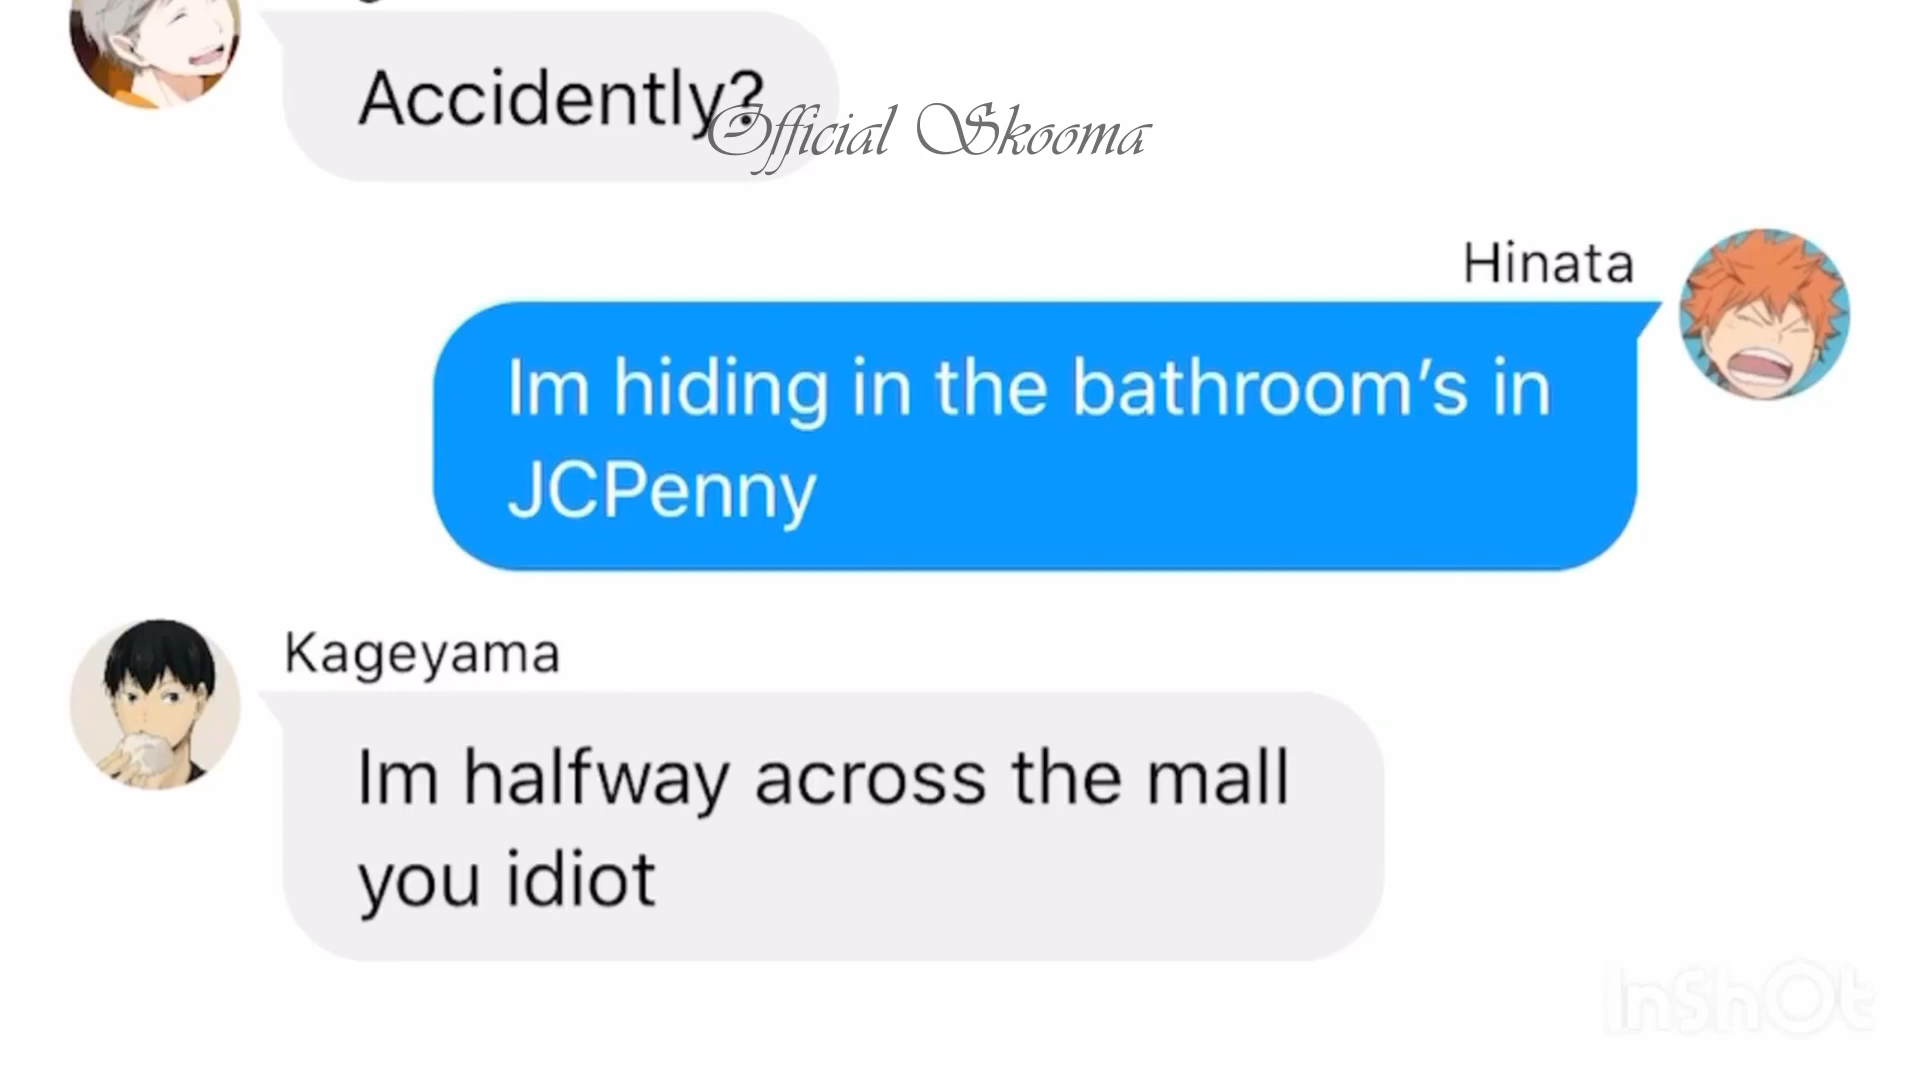 Accidently?
Official Skooma
Hinata
Im hiding in the bathroom’s in
JCPenny
Kageyama
Im halfway across the mall
you idiot
InShOt